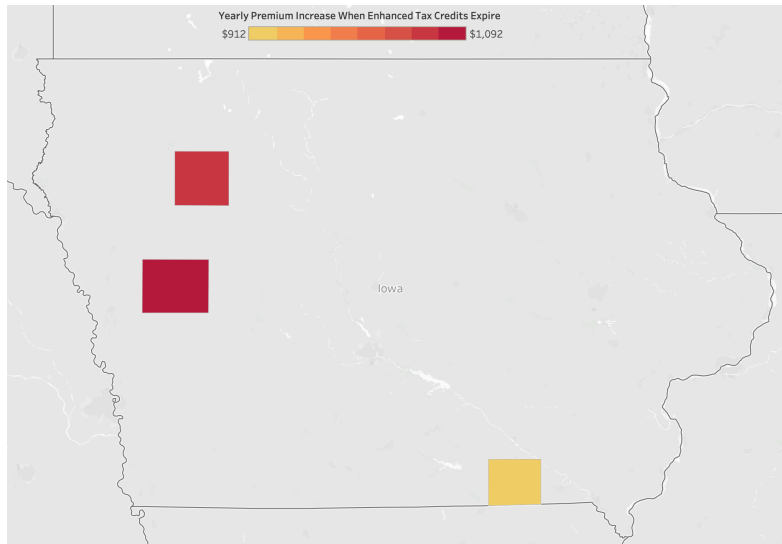 Yearly Premium Increase When Enhanced Tax Credits Expire
$912 $1,092
Iowa